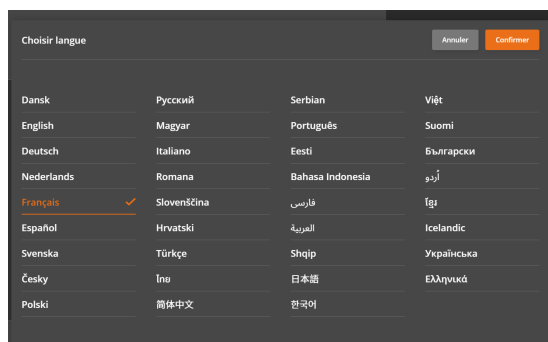 Choisir langue
Annuler
Confirmer
Dansk
Русский
Serbian
Việt
English
Magyar
Português
Suomi
Deutsch
Italiano
Eesti
Български
Nederlands
Romana
Bahasa Indonesia
اُردو
Français
Slovenščina
فارسی
ខ្មែរ
Español
Hrvatski
العربية
Icelandic
Svenska
Türkçe
Shqip
Українська
Česky
ไทย
日本語
Ελληνικά
Polski
简体中文
한국어